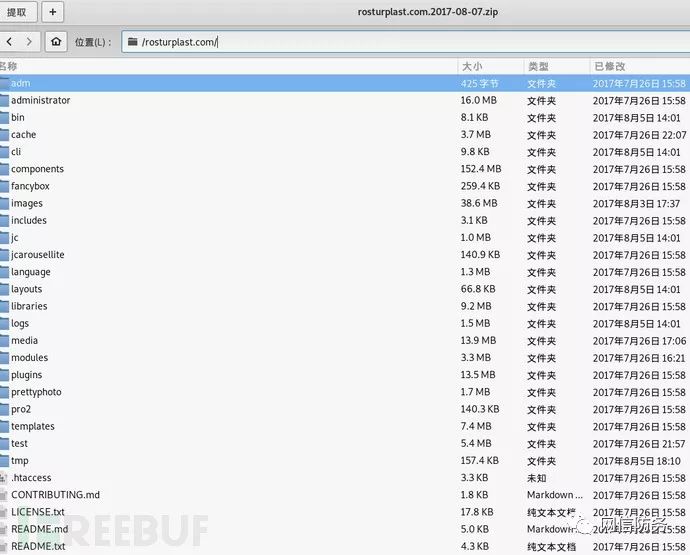 提取 + rosturplast.com.2017-08-07.zip
< > 位置(L)： /rosturplast.com/
名称 大小 类型 已修改
adm 425 字节 文件夹 2017年7月26日 15:58
administrator 16.0 MB 文件夹 2017年7月26日 15:58
bin 8.1 KB 文件夹 2017年8月5日 14:01
cache 3.7 MB 文件夹 2017年7月26日 22:07
cli 9.8 KB 文件夹 2017年8月5日 14:01
components 152.4 MB 文件夹 2017年7月26日 15:58
fancybox 259.4 KB 文件夹 2017年7月26日 15:58
images 38.6 MB 文件夹 2017年8月3日 17:37
includes 3.1 KB 文件夹 2017年7月26日 15:58
jc 1.0 MB 文件夹 2017年8月5日 14:01
jcarousellite 140.9 KB 文件夹 2017年7月26日 15:58
language 1.3 MB 文件夹 2017年7月26日 15:58
layouts 66.8 KB 文件夹 2017年8月5日 14:01
libraries 9.2 MB 文件夹 2017年7月26日 15:58
logs 1.5 MB 文件夹 2017年8月5日 14:01
media 13.9 MB 文件夹 2017年7月26日 17:06
modules 3.3 MB 文件夹 2017年7月26日 16:21
plugins 13.5 MB 文件夹 2017年7月26日 15:58
prettyphoto 1.7 MB 文件夹 2017年7月26日 15:58
pro2 140.3 KB 文件夹 2017年7月26日 15:58
templates 7.4 MB 文件夹 2017年7月26日 15:58
test 5.4 MB 文件夹 2017年7月26日 21:57
tmp 157.4 KB 文件夹 2017年8月5日 18:10
.htaccess 3.3 KB 未知 2017年7月26日 15:58
CONTRIBUTING.md 1.8 KB Markdown ... 2017年7月26日 15:58
LICENSE.txt 17.8 KB 纯文本文档 2017年7月26日 15:58
README.md 5.0 KB Markdown ... 2017年7月26日 15:58
README.txt 4.3 KB 纯文本文档 2017年7月26日 15:58
REEBUF
网信防务